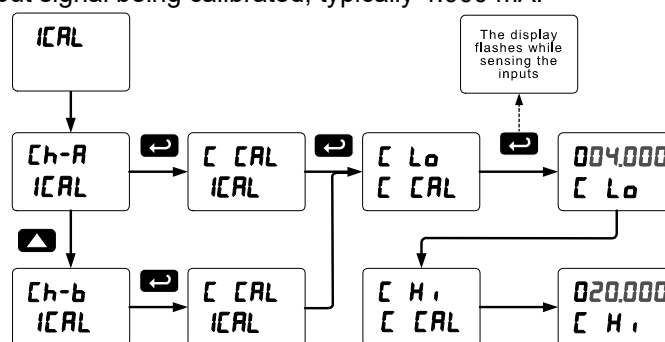 signal being calibrated, typically 4.000 mA.
ICAL
The display
flashes while
sensing the
inputs
Ch-A
ICAL
C CAL
ICAL
C Lo
C CAL
004.000
C Lo
Ch-b
ICAL
C CAL
ICAL
C Hi
C CAL
020.000
C Hi